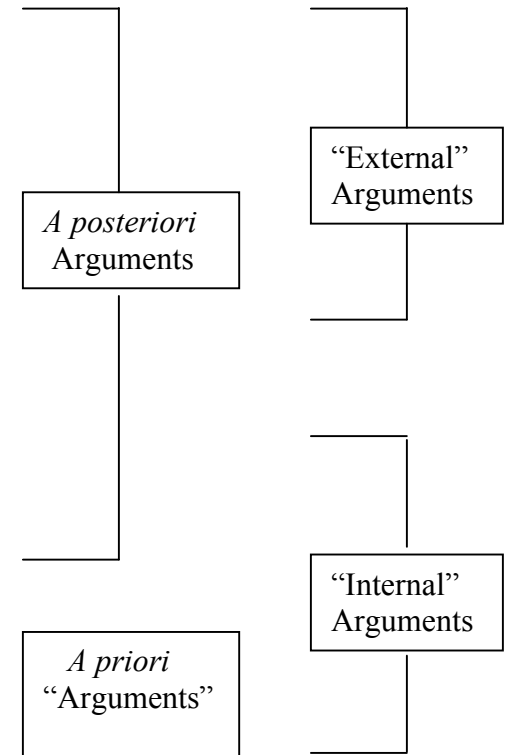 “External”
Arguments
A posteriori
Arguments
“Internal”
Arguments
A priori
“Arguments”